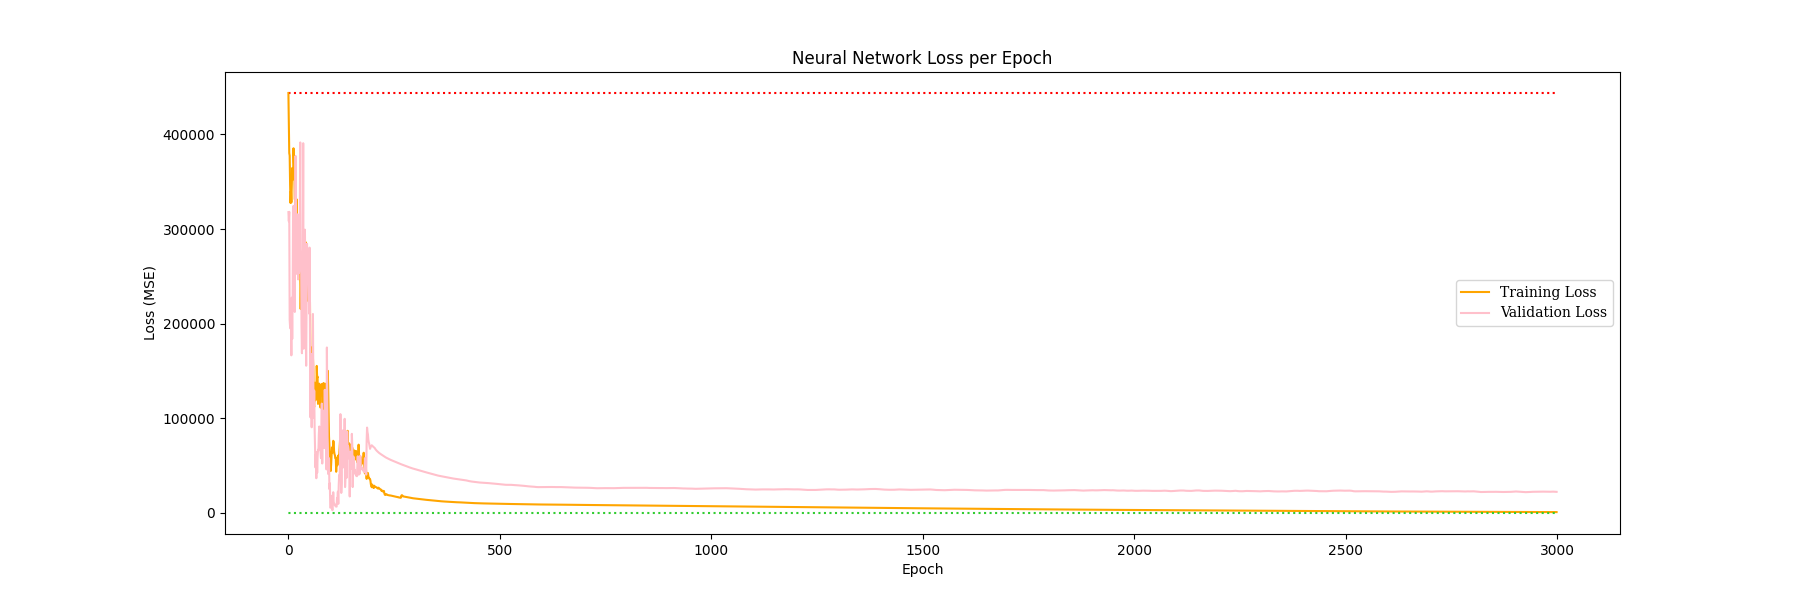 Neural Network Loss per Epoch
Loss (MSE)
400000
300000
200000
100000
0
Training Loss
Validation Loss
0
500
1000
1500
2000
2500
3000
Epoch